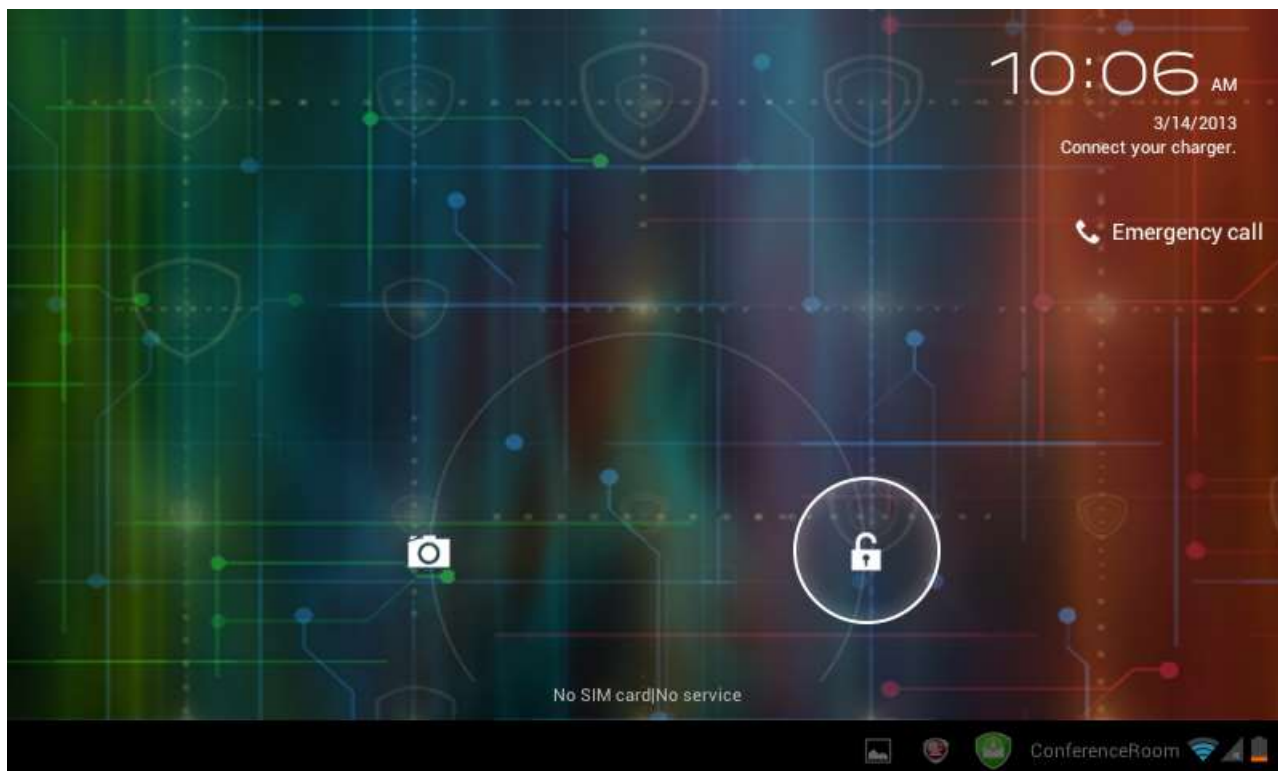 10:06 AM
3/14/2013
Connect your charger.
Emergency call
No SIM card|No service
ConferenceRoom